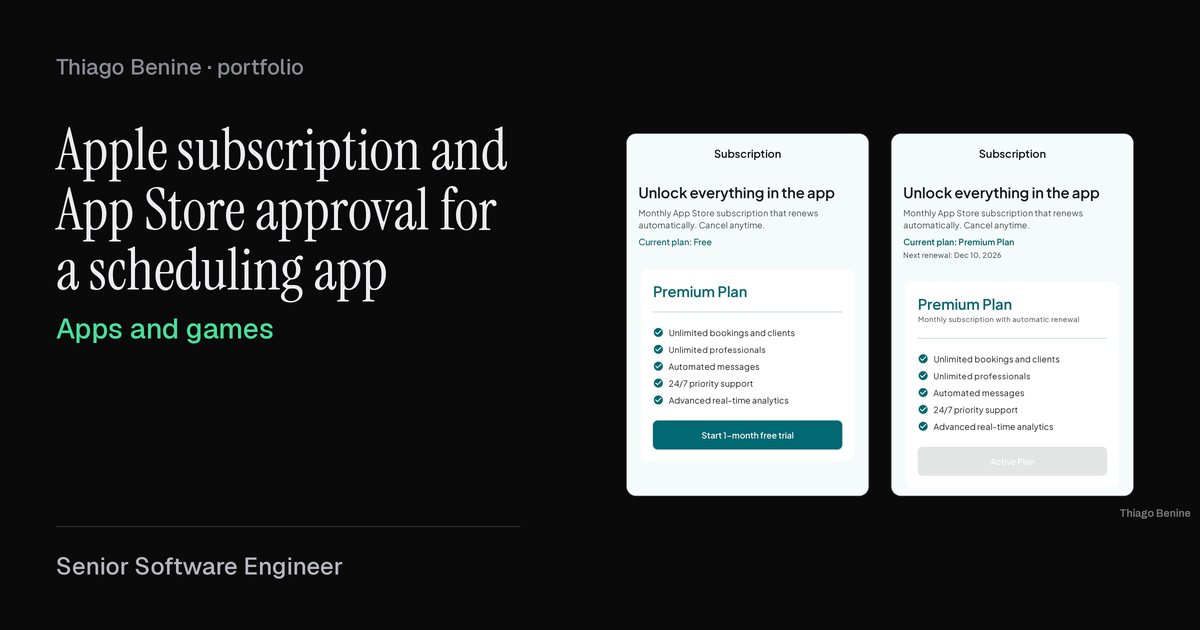 Thiago Benine · portfolio
Apple subscription and
App Store approval for
a scheduling app
Apps and games
Senior Software Engineer
Subscription
Unlock everything in the app
Monthly App Store subscription that renews
automatically. Cancel anytime.
Current plan: Free
Premium Plan
Unlimited bookings and clients
Unlimited professionals
Automated messages
24/7 priority support
Advanced real-time analytics
Start 1-month free trial
Subscription
Unlock everything in the app
Monthly App Store subscription that renews
automatically. Cancel anytime.
Current plan: Premium Plan
Next renewal: Dec 10, 2026
Premium Plan
Monthly subscription with automatic renewal
Unlimited bookings and clients
Unlimited professionals
Automated messages
24/7 priority support
Advanced real-time analytics
Active Plan
Thiago Benine